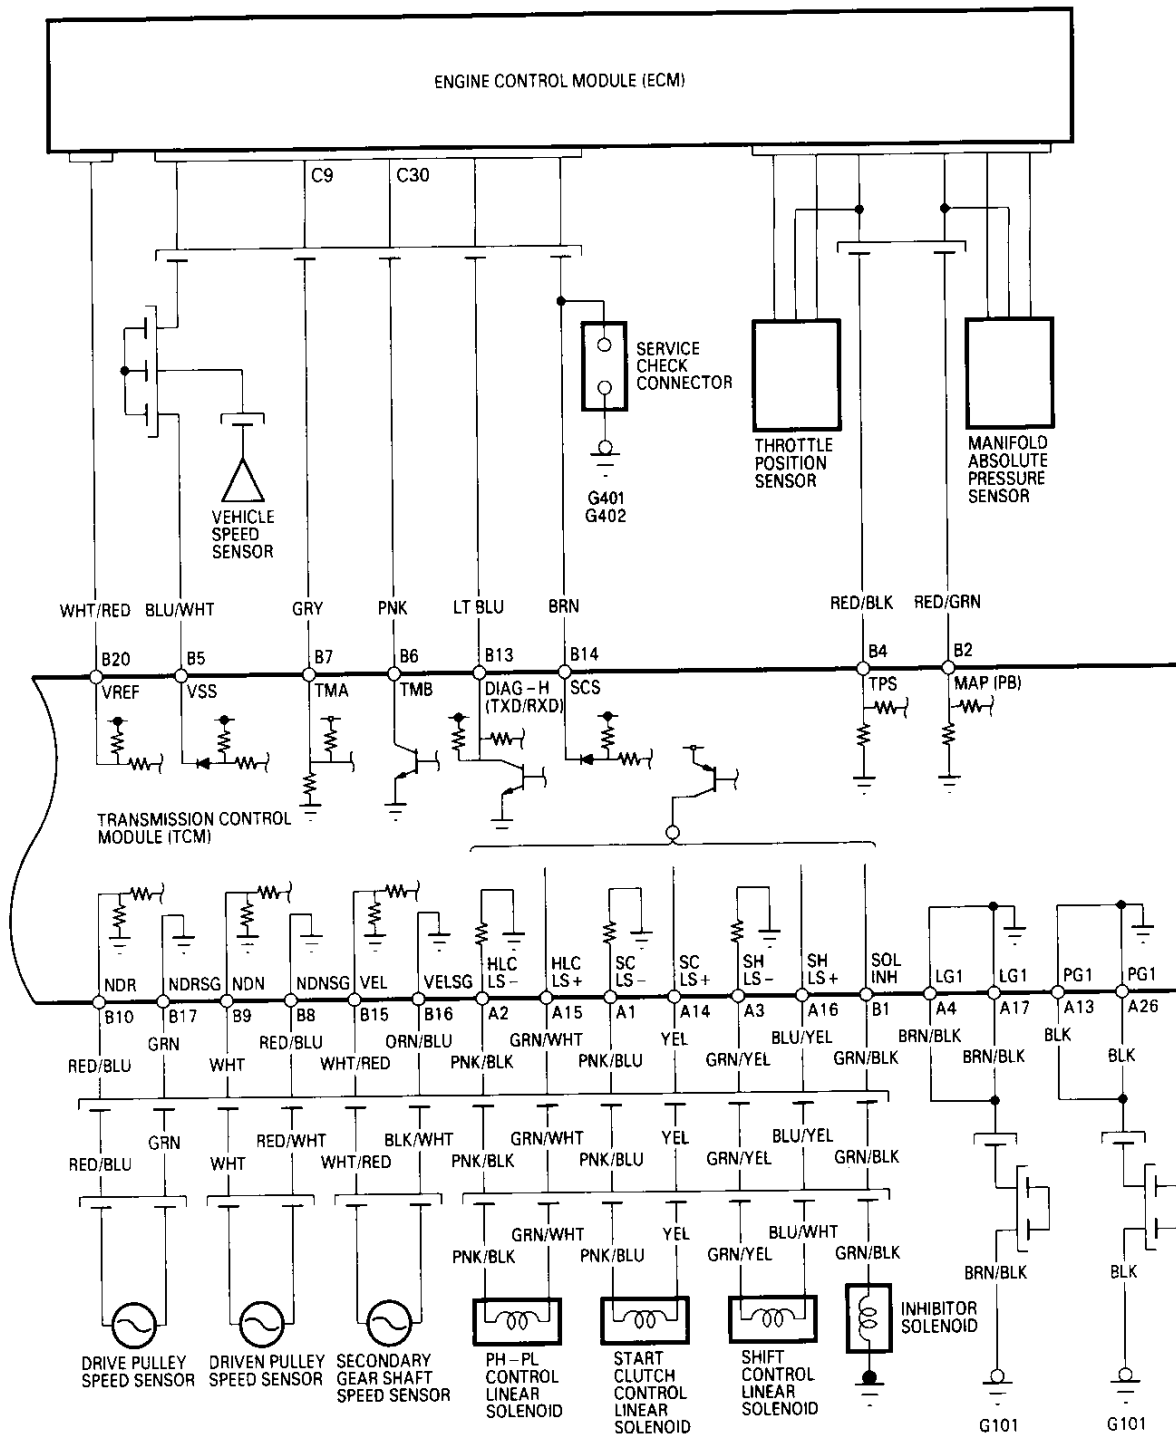 ENGINE CONTROL MODULE (ECM)
C9
C30
SERVICE
CHECK
CONNECTOR
G401
G402
THROTTLE
POSITION
SENSOR
MANIFOLD
ABSOLUTE
PRESSURE
SENSOR
VEHICLE
SPEED
SENSOR
WHT/RED
BLU/WHT
GRY
PNK
LT BLU
BRN
RED/BLK
RED/GRN
B20
B5
B7
B6
B13
B14
B4
B2
VREF
VSS
TMA
TMB
DIAG-H
(TXD/RXD)
SCS
TPS
MAP (PB)
TRANSMISSION CONTROL
MODULE (TCM)
NDR
NDRSG
NDN
NDNSG
VEL
VELSG
HLC
LS-
HLC
LS+
SC
LS-
SC
LS+
SH
LS-
SH
LS+
SOL
INH
LG1
LG1
PG1
PG1
B10
B17
B9
B8
B15
B16
A2
A15
A1
A14
A3
A16
B1
A4
A17
A13
A26
RED/BLU
GRN
WHT
RED/BLU
WHT/RED
ORN/BLU
PNK/BLK
GRN/WHT
PNK/BLU
YEL
GRN/YEL
BLU/YEL
GRN/BLK
BRN/BLK
BRN/BLK
BLK
BLK
RED/BLU
GRN
WHT
RED/WHT
WHT/RED
BLK/WHT
PNK/BLK
GRN/WHT
PNK/BLU
YEL
GRN/YEL
BLU/YEL
GRN/BLK
PNK/BLK
GRN/WHT
PNK/BLU
YEL
GRN/YEL
BLU/WHT
GRN/BLK
BRN/BLK
BLK
DRIVE PULLEY
SPEED SENSOR
DRIVEN PULLEY
SPEED SENSOR
SECONDARY
GEAR SHAFT
SPEED SENSOR
PH-PL
CONTROL
LINEAR
SOLENOID
START
CLUTCH
CONTROL
LINEAR
SOLENOID
SHIFT
CONTROL
LINEAR
SOLENOID
INHIBITOR
SOLENOID
G101
G101